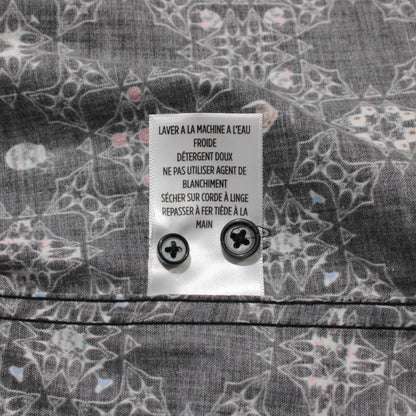 LAVER A LA MACHINE A L'EAU
FROIDE
DÉTERGENT DOUX
NE PAS UTILISER AGENT DE
BLANCHIMENT
SÉCHER SUR CORDE À LINGE
REPASSER À FER TIÈDE À LA
MAIN